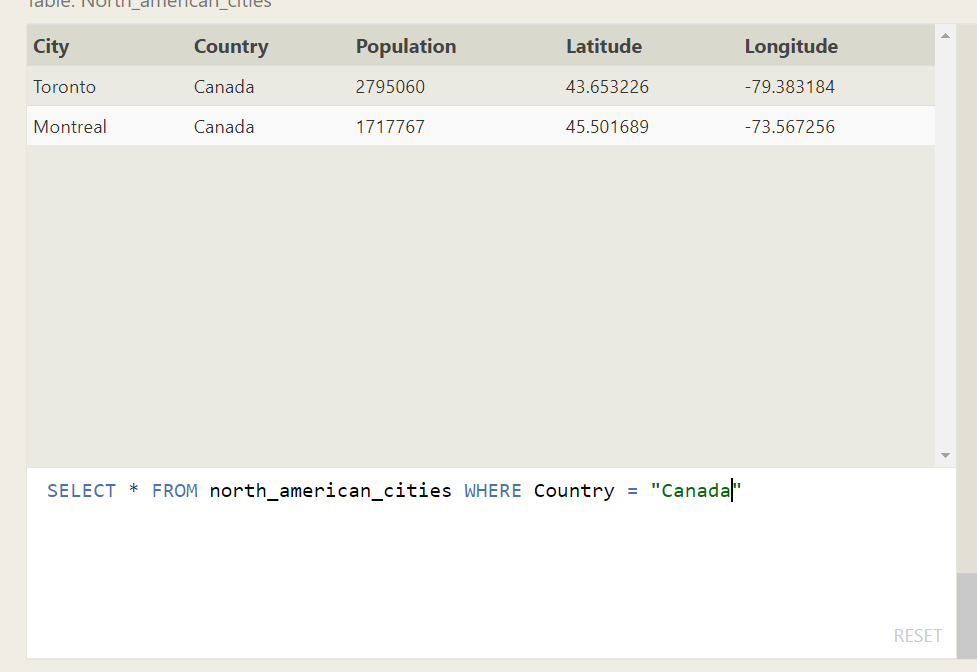 Table: North_american_cities
City Country Population Latitude Longitude
Toronto Canada 2795060 43.653226 -79.383184
Montreal Canada 1717767 45.501689 -73.567256
SELECT * FROM north_american_cities WHERE Country = "Canada"
RESET